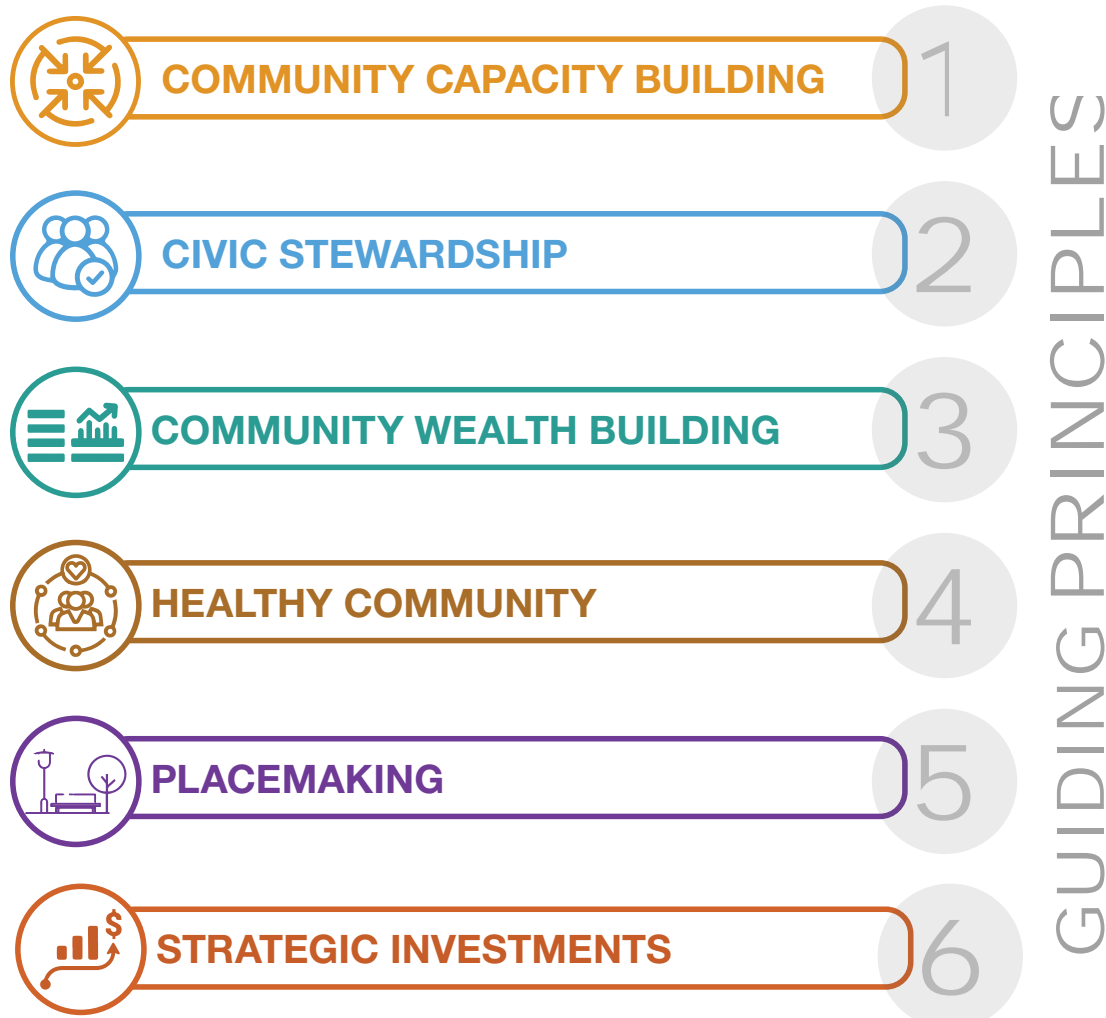 COMMUNITY CAPACITY BUILDING 1
CIVIC STEWARDSHIP 2
COMMUNITY WEALTH BUILDING 3
HEALTHY COMMUNITY 4
PLACEMAKING 5
$
STRATEGIC INVESTMENTS 6
GUIDING PRINCIPLES